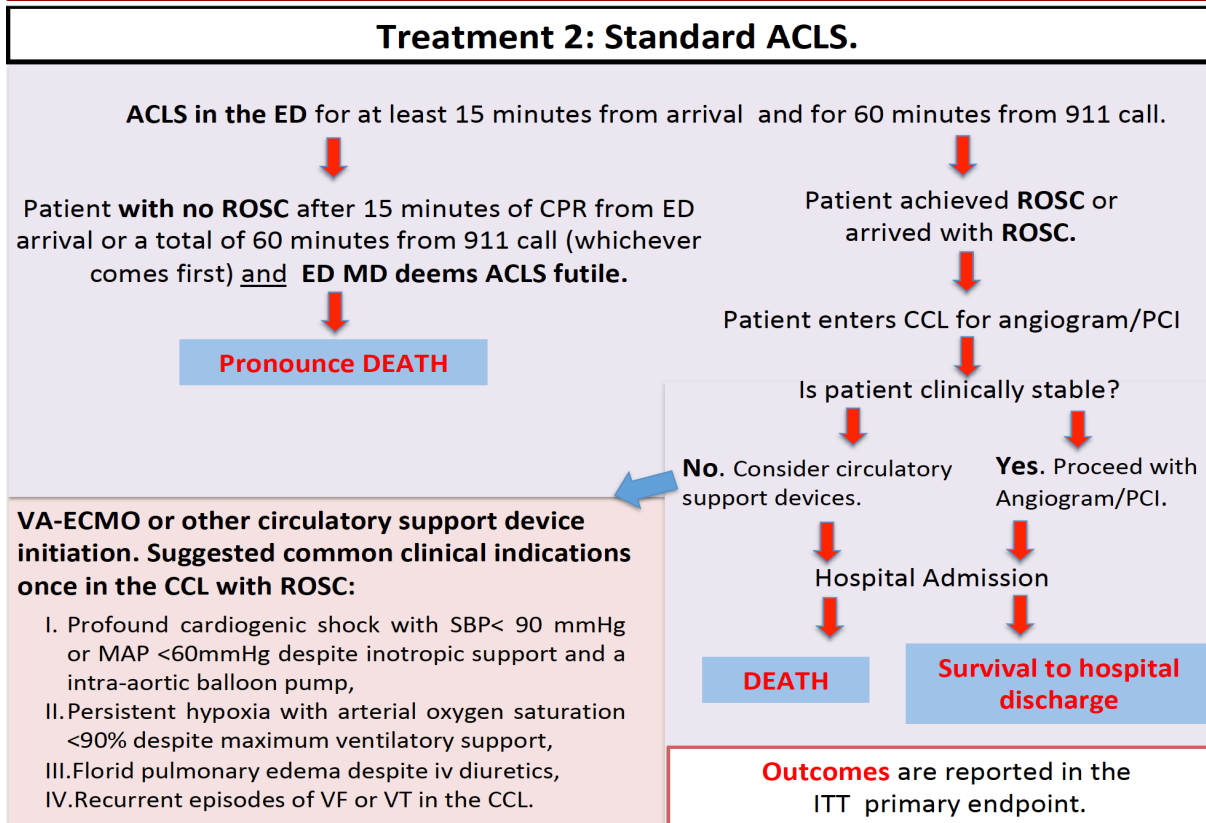 Treatment 2: Standard ACLS.
ACLS in the ED for at least 15 minutes from arrival and for 60 minutes from 911 call.
Patient with no ROSC after 15 minutes of CPR from ED
arrival or a total of 60 minutes from 911 call (whichever
comes first) and ED MD deems ACLS futile.
Pronounce DEATH
Patient achieved ROSC or
arrived with ROSC.
Patient enters CCL for angiogram/PCI
Is patient clinically stable?
No. Consider circulatory
support devices.
Yes. Proceed with
Angiogram/PCI.
Hospital Admission
DEATH
Survival to hospital
discharge
VA-ECMO or other circulatory support device
initiation. Suggested common clinical indications
once in the CCL with ROSC:
I. Profound cardiogenic shock with SBP< 90 mmHg
or MAP <60mmHg despite inotropic support and a
intra-aortic balloon pump,
II.Persistent hypoxia with arterial oxygen saturation
<90% despite maximum ventilatory support,
III.Florid pulmonary edema despite iv diuretics,
IV.Recurrent episodes of VF or VT in the CCL.
Outcomes are reported in the
ITT primary endpoint.